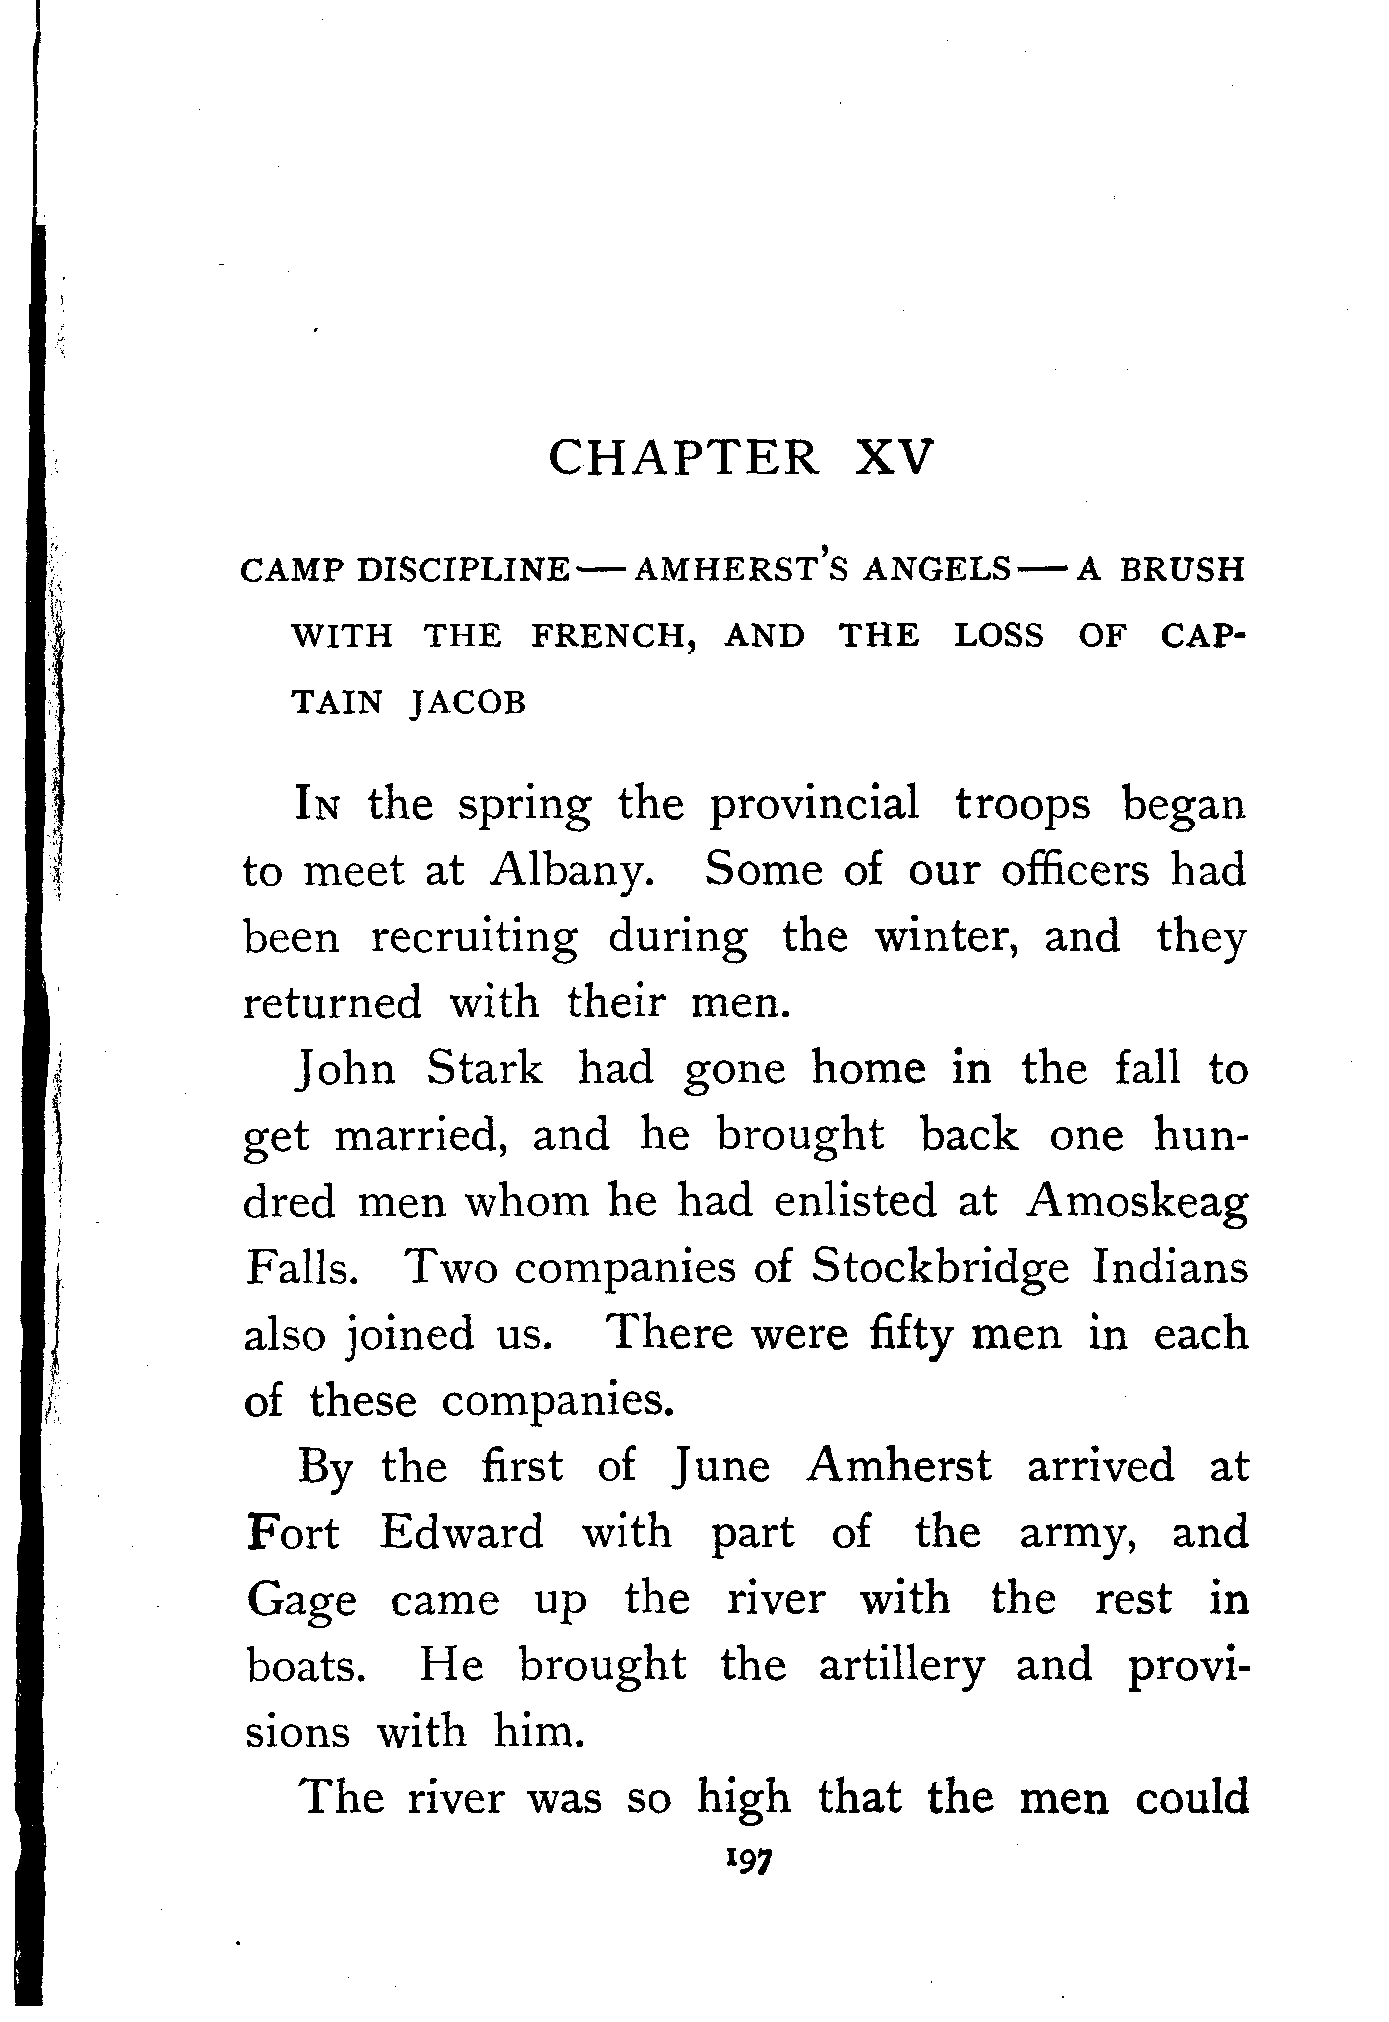 CHAPTER XV
CAMP DISCIPLINE—AMHERST'S ANGELS—A BRUSH
WITH THE FRENCH, AND THE LOSS OF CAP-
TAIN JACOB
IN the spring the provincial troops began
to meet at Albany. Some of our officers had
been recruiting during the winter, and they
returned with their men.
John Stark had gone home in the fall to
get married, and he brought back one hun-
dred men whom he had enlisted at Amoskeag
Falls. Two companies of Stockbridge Indians
also joined us. There were fifty men in each
of these companies.
By the first of June Amherst arrived at
Fort Edward with part of the army, and
Gage came up the river with the rest in
boats. He brought the artillery and provi-
sions with him.
The river was so high that the men could
197